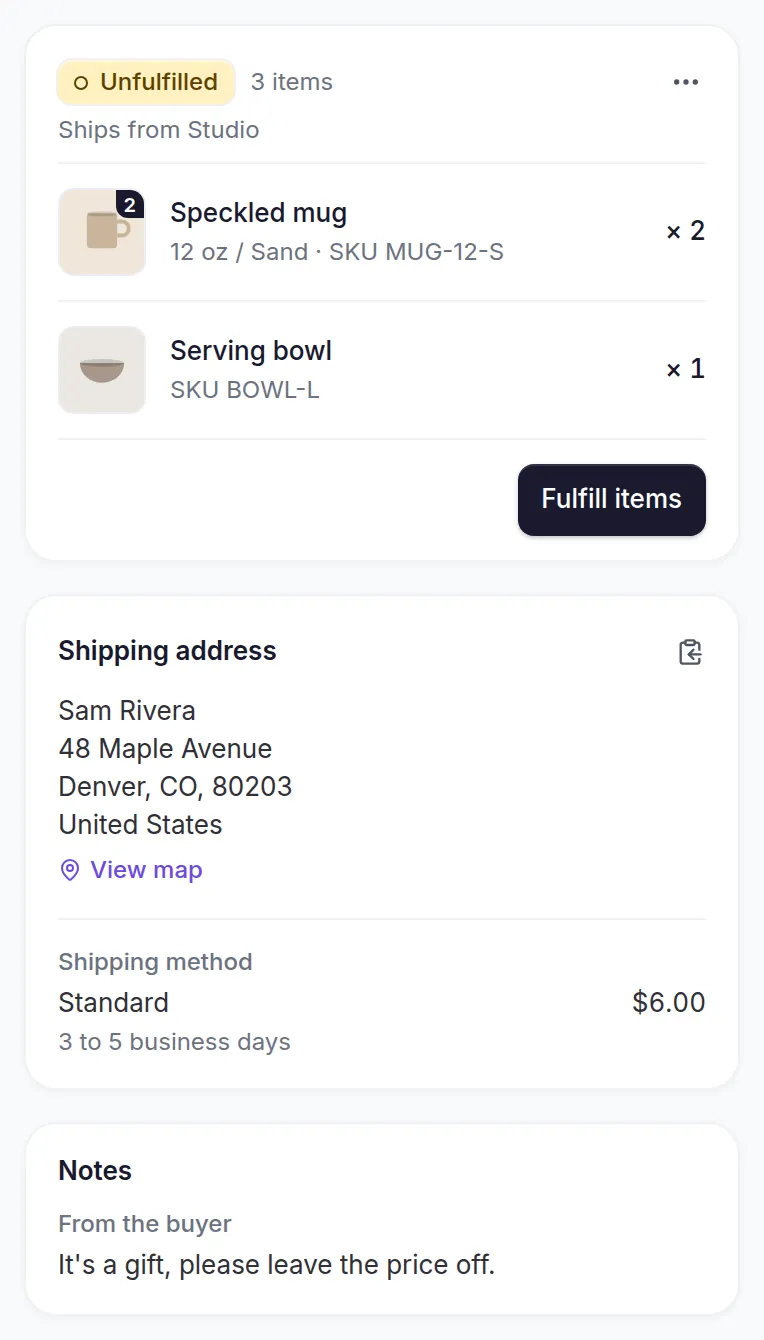 Unfulfilled 3 items
Ships from Studio
2
Speckled mug
12 oz / Sand · SKU MUG-12-S
× 2
Serving bowl
SKU BOWL-L
× 1
Fulfill items
Shipping address
Sam Rivera
48 Maple Avenue
Denver, CO, 80203
United States
View map
Shipping method
Standard $6.00
3 to 5 business days
Notes
From the buyer
It's a gift, please leave the price off.